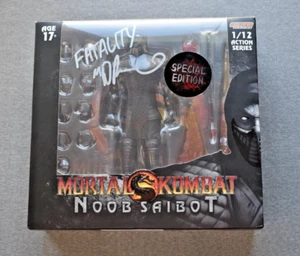 AGE
17+
FATALITY
SPECIAL
EDITION
1/12
ACTION
SERIES
MORTAL KOMBAT
NOOB SAIBOT